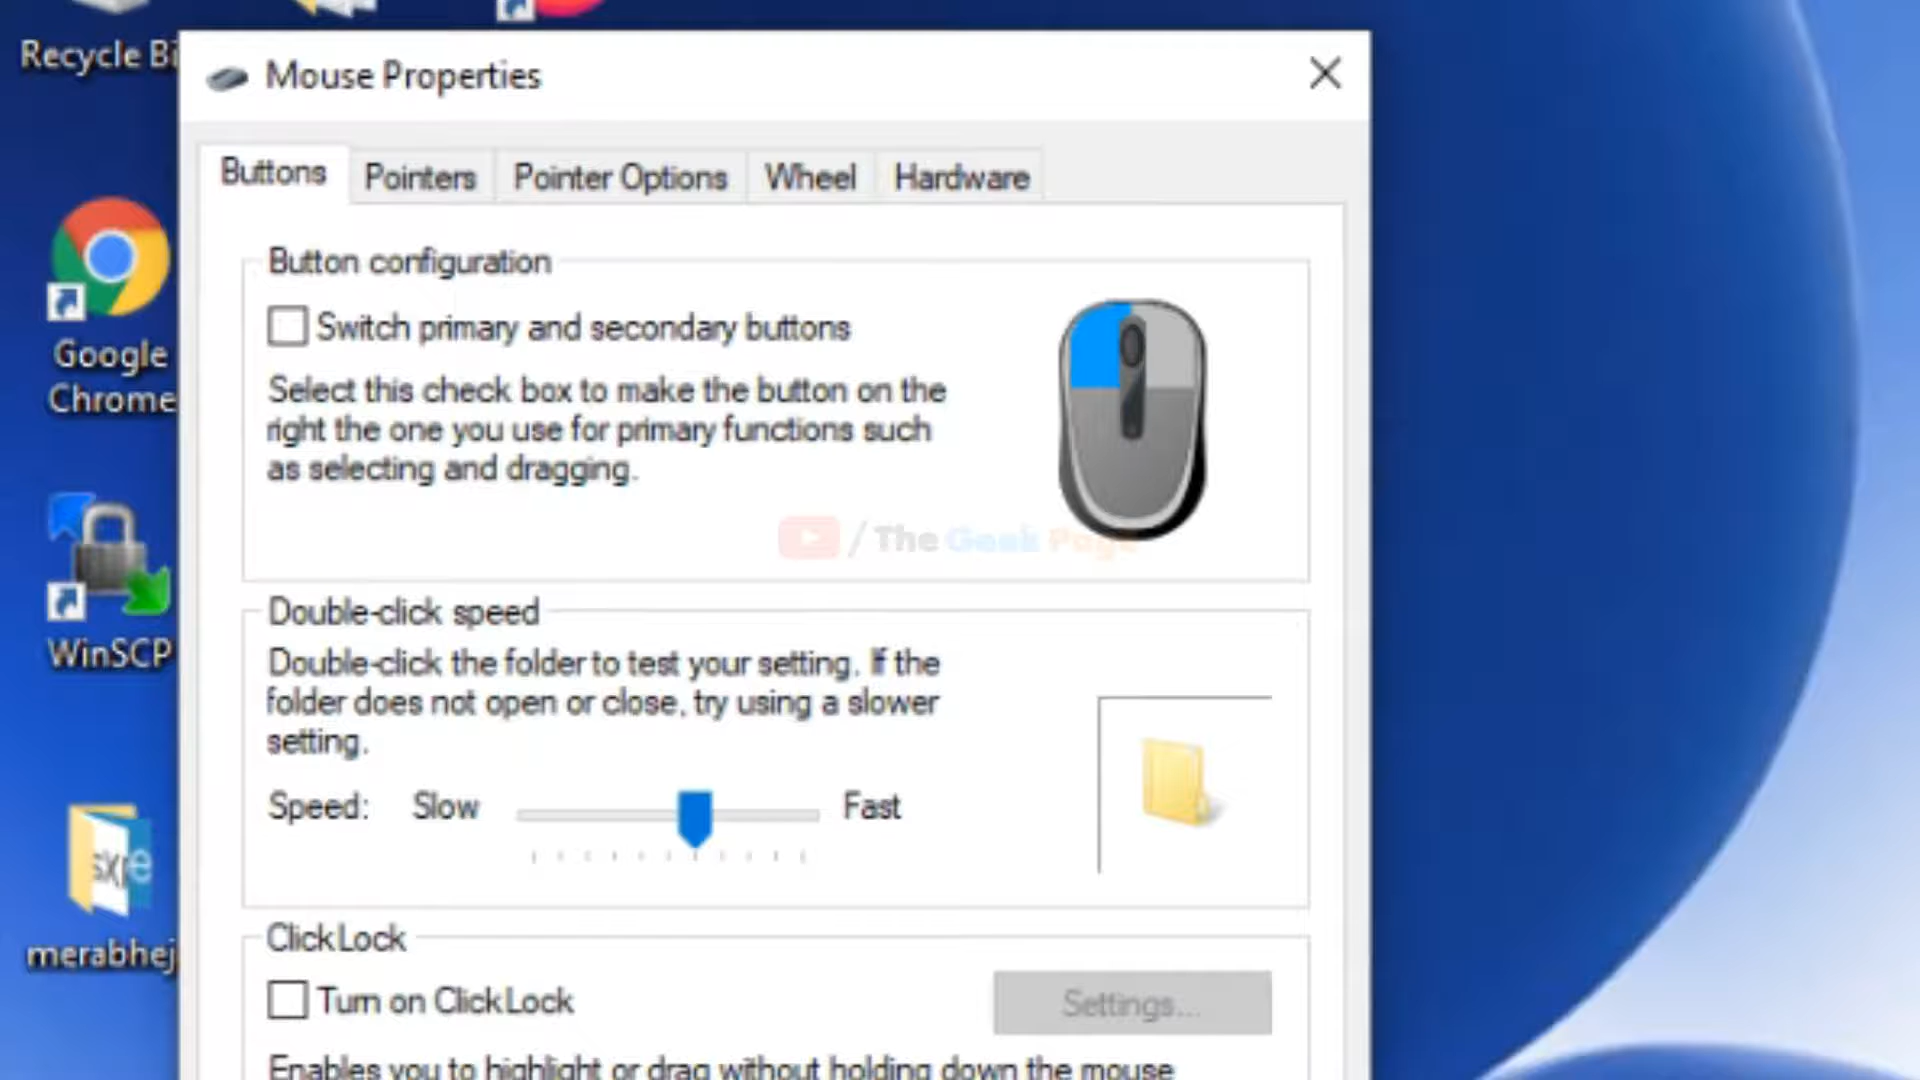 Recycle Bi
Mouse Properties
Buttons
Pointers
Pointer Options
Wheel
Hardware
Button configuration
Switch primary and secondary buttons
Select this check box to make the button on the
right the one you use for primary functions such
as selecting and dragging.
/ The Geek Page
Double-click speed
Double-click the folder to test your setting. If the
folder does not open or close, try using a slower
setting.
Speed: Slow Fast
ClickLock
Turn on ClickLock
Settings...
Enables you to highlight or drag without holding down the mouse
Google
Chrome
WinSCP
merabhej